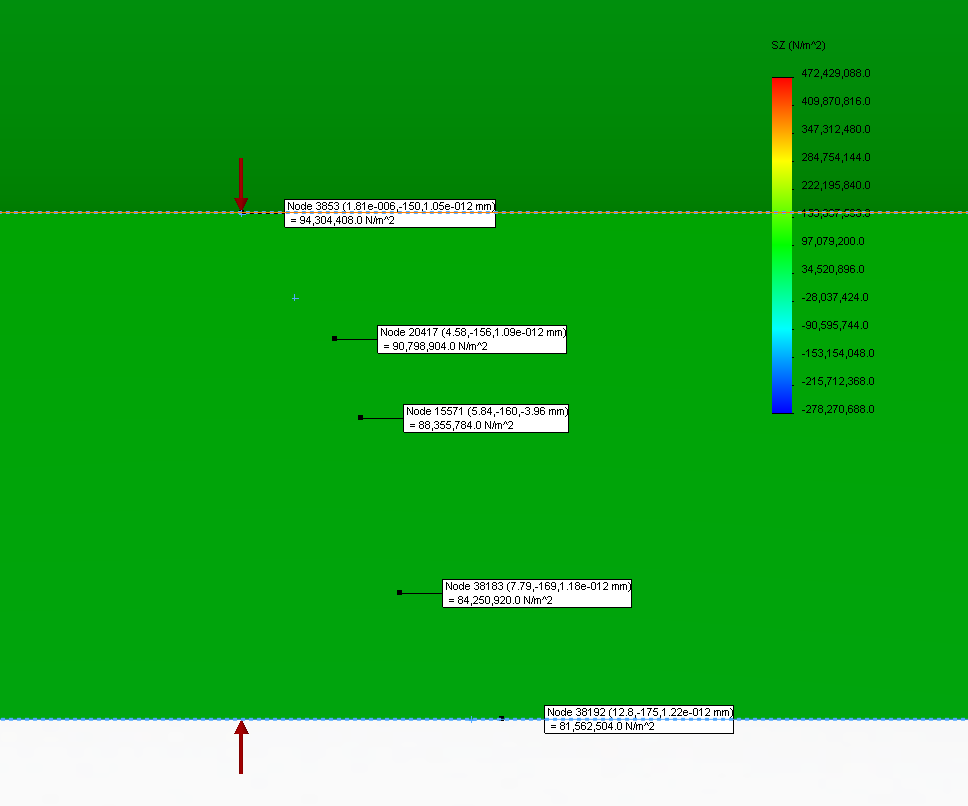 SZ (N/m^2)
472,429,088.0
409,870,816.0
347,312,480.0
284,754,144.0
222,195,840.0
97,079,200.0
34,520,896.0
-28,037,424.0
-90,595,744.0
-153,154,048.0
-215,712,368.0
-278,270,688.0
Node 3853 (1.81e-006,-150,1.05e-012 mm)
= 94,304,408.0 N/m^2
Node 20417 (4.58,-156,1.09e-012 mm)
= 90,798,904.0 N/m^2
Node 15571 (5.84,-160,-3.96 mm)
= 88,355,784.0 N/m^2
Node 38183 (7.79,-169,1.18e-012 mm)
= 84,250,920.0 N/m^2
Node 38192 (12.8,-175,1.22e-012 mm)
= 81,562,504.0 N/m^2